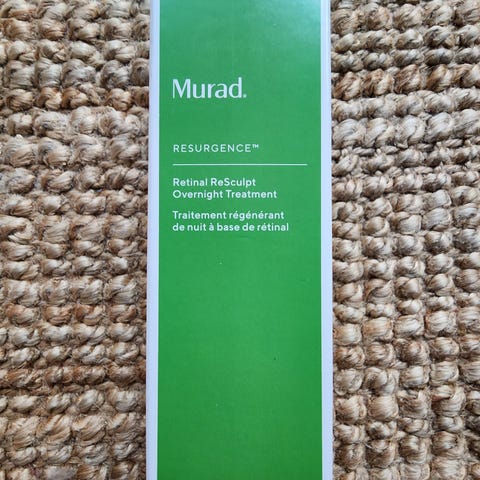 Murad.
RESURGENCE™
Retinal ReSculpt
Overnight Treatment
Traitement régénérant
de nuit à base de rétinal